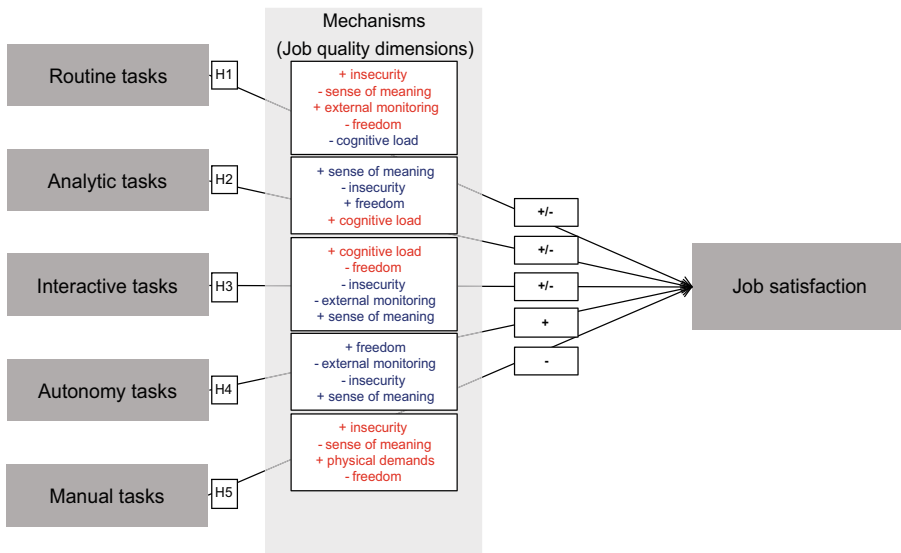 Mechanisms
(Job quality dimensions)
Routine tasks
H1
+ insecurity
- sense of meaning
+ external monitoring
- freedom
- cognitive load
+/-
Analytic tasks
H2
+ sense of meaning
- insecurity
+ freedom
+ cognitive load
+/-
Interactive tasks
H3
+ cognitive load
- freedom
- insecurity
- external monitoring
+ sense of meaning
+/-
Autonomy tasks
H4
+ freedom
- external monitoring
- insecurity
+ sense of meaning
+
Manual tasks
H5
+ insecurity
- sense of meaning
+ physical demands
- freedom
-
Job satisfaction